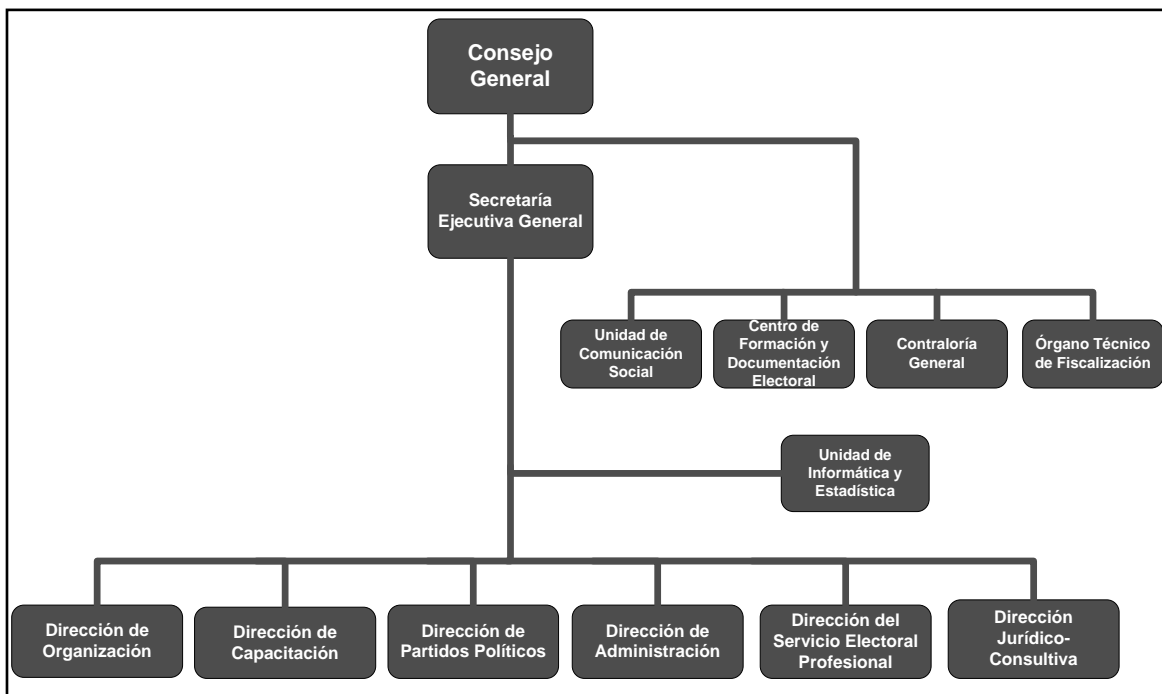 Consejo
General
Secretaría
Ejecutiva General
Unidad de
Comunicación
Social
Centro de
Formación y
Documentación
Electoral
Contraloría
General
Órgano Técnico
de Fiscalización
Unidad de
Informática y
Estadística
Dirección de
Organización
Dirección de
Capacitación
Dirección de
Partidos Políticos
Dirección de
Administración
Dirección del
Servicio Electoral
Profesional
Dirección
Jurídico-
Consultiva